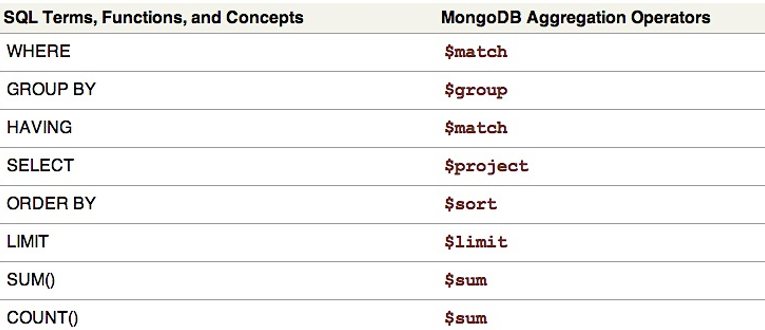 SQL Terms, Functions, and Concepts MongoDB Aggregation Operators
WHERE $match
GROUP BY $group
HAVING $match
SELECT $project
ORDER BY $sort
LIMIT $limit
SUM() $sum
COUNT() $sum